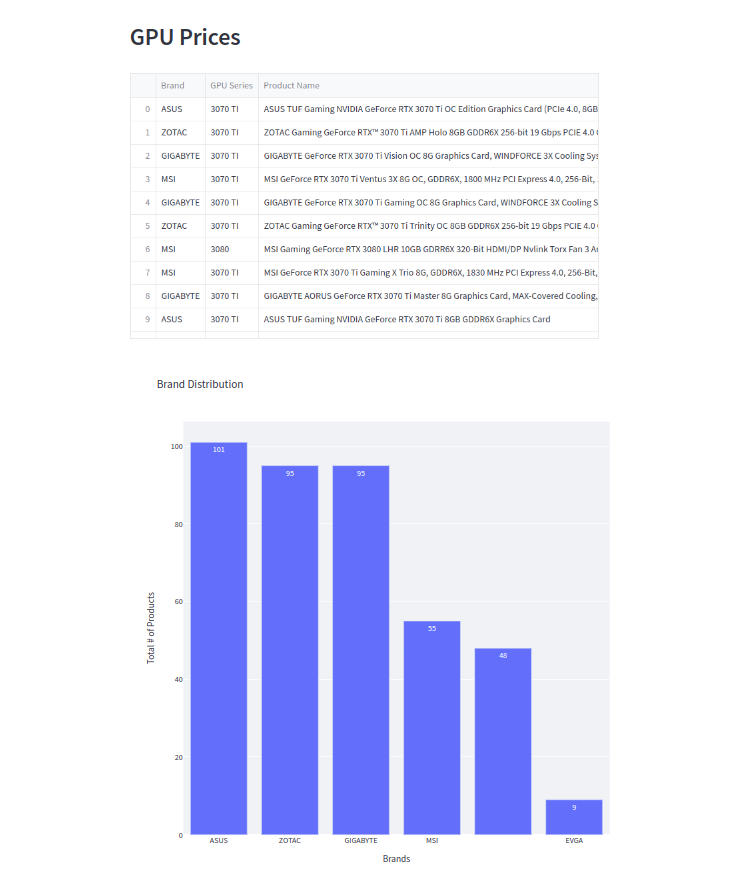 GPU Prices
Brand GPU Series Product Name
0 ASUS 3070 TI ASUS TUF Gaming NVIDIA GeForce RTX 3070 Ti OC Edition Graphics Card (PCIe 4.0, 8GB
1 ZOTAC 3070 TI ZOTAC Gaming GeForce RTX™ 3070 Ti AMP Holo 8GB GDDR6X 256-bit 19 Gbps PCIE 4.0
2 GIGABYTE 3070 TI GIGABYTE GeForce RTX 3070 Ti Vision OC 8G Graphics Card, WINDFORCE 3X Cooling Sys
3 MSI 3070 TI MSI GeForce RTX 3070 Ti Ventus 3X 8G OC, GDDR6X, 1800 MHz PCI Express 4.0, 256-Bit,
4 GIGABYTE 3070 TI GIGABYTE GeForce RTX 3070 Ti Gaming OC 8G Graphics Card, WINDFORCE 3X Cooling S
5 ZOTAC 3070 TI ZOTAC Gaming GeForce RTX™ 3070 Ti Trinity OC 8GB GDDR6X 256-bit 19 Gbps PCIE 4.0
6 MSI 3080 MSI Gaming GeForce RTX 3080 LHR 10GB GDRR6X 320-Bit HDMI/DP Nvlink Torx Fan 3 A
7 MSI 3070 TI MSI GeForce RTX 3070 Ti Gaming X Trio 8G, GDDR6X, 1830 MHz PCI Express 4.0, 256-Bit,
8 GIGABYTE 3070 TI GIGABYTE AORUS GeForce RTX 3070 Ti Master 8G Graphics Card, MAX-Covered Cooling,
9 ASUS 3070 TI ASUS TUF Gaming NVIDIA GeForce RTX 3070 Ti 8GB GDDR6X Graphics Card
Brand Distribution
100
80
60
40
20
0
Total # of Products
101
95
95
55
48
9
ASUS ZOTAC GIGABYTE MSI EVGA
Brands